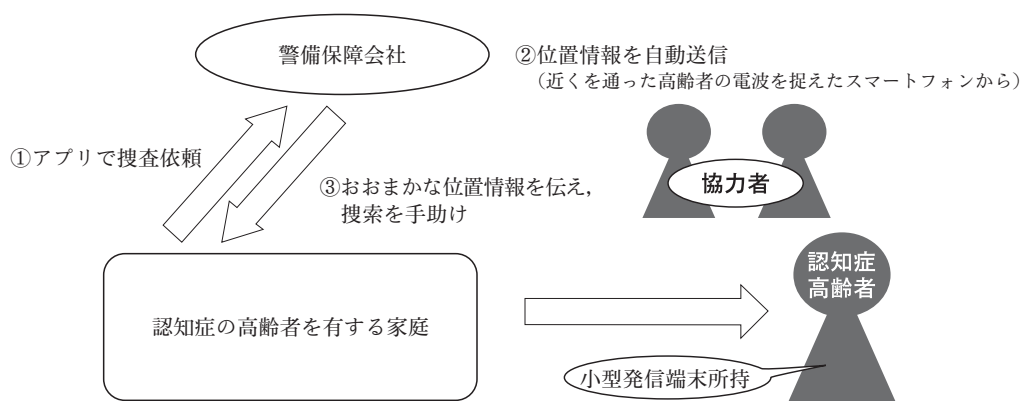 警備保障会社
②位置情報を自動送信
（近くを通った高齢者の電波を捉えたスマートフォンから）
①アプリで捜査依頼
③おおまかな位置情報を伝え，
捜索を手助け
協力者
認知症
高齢者
認知症の高齢者を有する家庭
小型発信端末所持